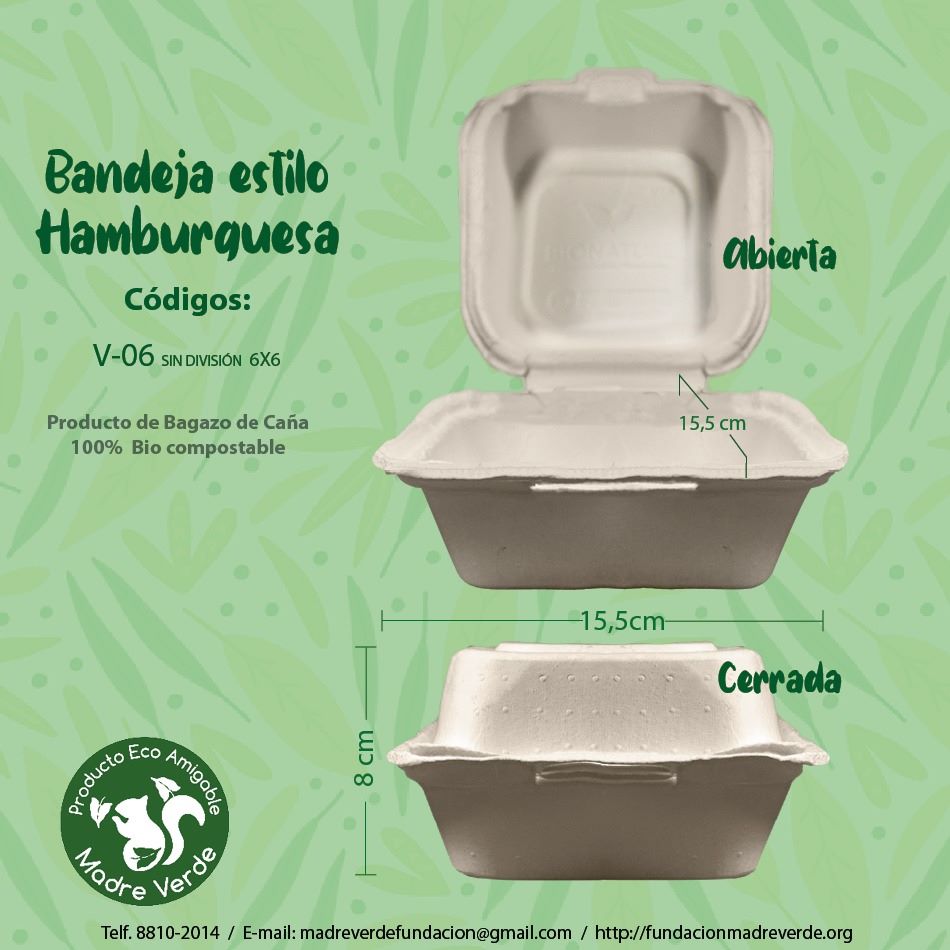 Bandeja estilo
Hamburguesa
Códigos:
V-06 SIN DIVISIÓN 6X6
Producto de Bagazo de Caña
100% Bio compostable
Abierta
15,5 cm
15,5cm
Cerrada
8 cm
Producto Eco Amigable
Madre Verde
Telf. 8810-2014 / E-mail: madreverdefundacion@gmail.com / http://fundacionmadreverde.org